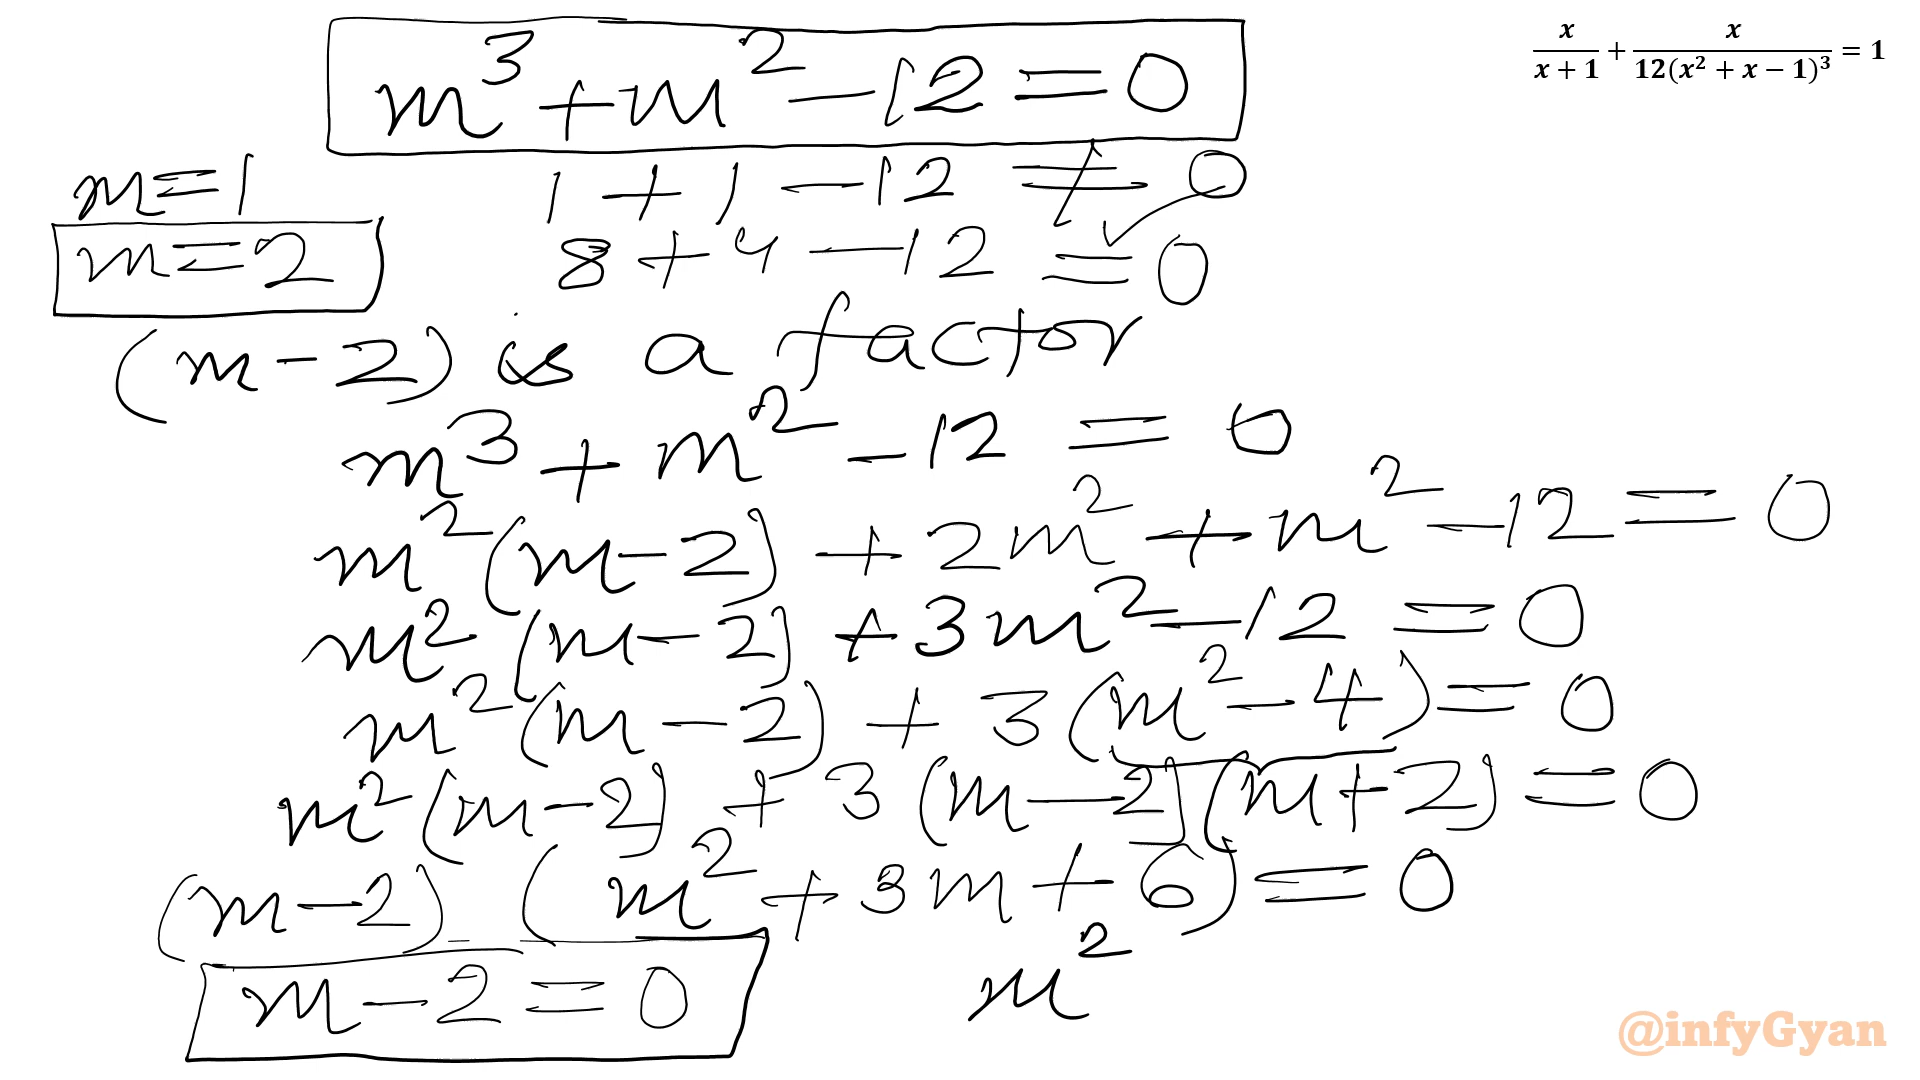 m³ + m² - 12 = 0
x/(x + 1) + x/(12(x² + x − 1)³) = 1
m = 1   1 + 1 - 12 ≠ 0
m = 2   8 + 4 - 12 = 0 ✓
(m - 2) is a factor
m³ + m² - 12 = 0
m²(m - 2) + 2m² + m² - 12 = 0
m²(m - 2) + 3m² - 12 = 0
m²(m - 2) + 3(m² - 4) = 0
m²(m - 2) + 3(m - 2)(m + 2) = 0
(m - 2) (m² + 3m + 6) = 0
m - 2 = 0   m²
@infyGyan